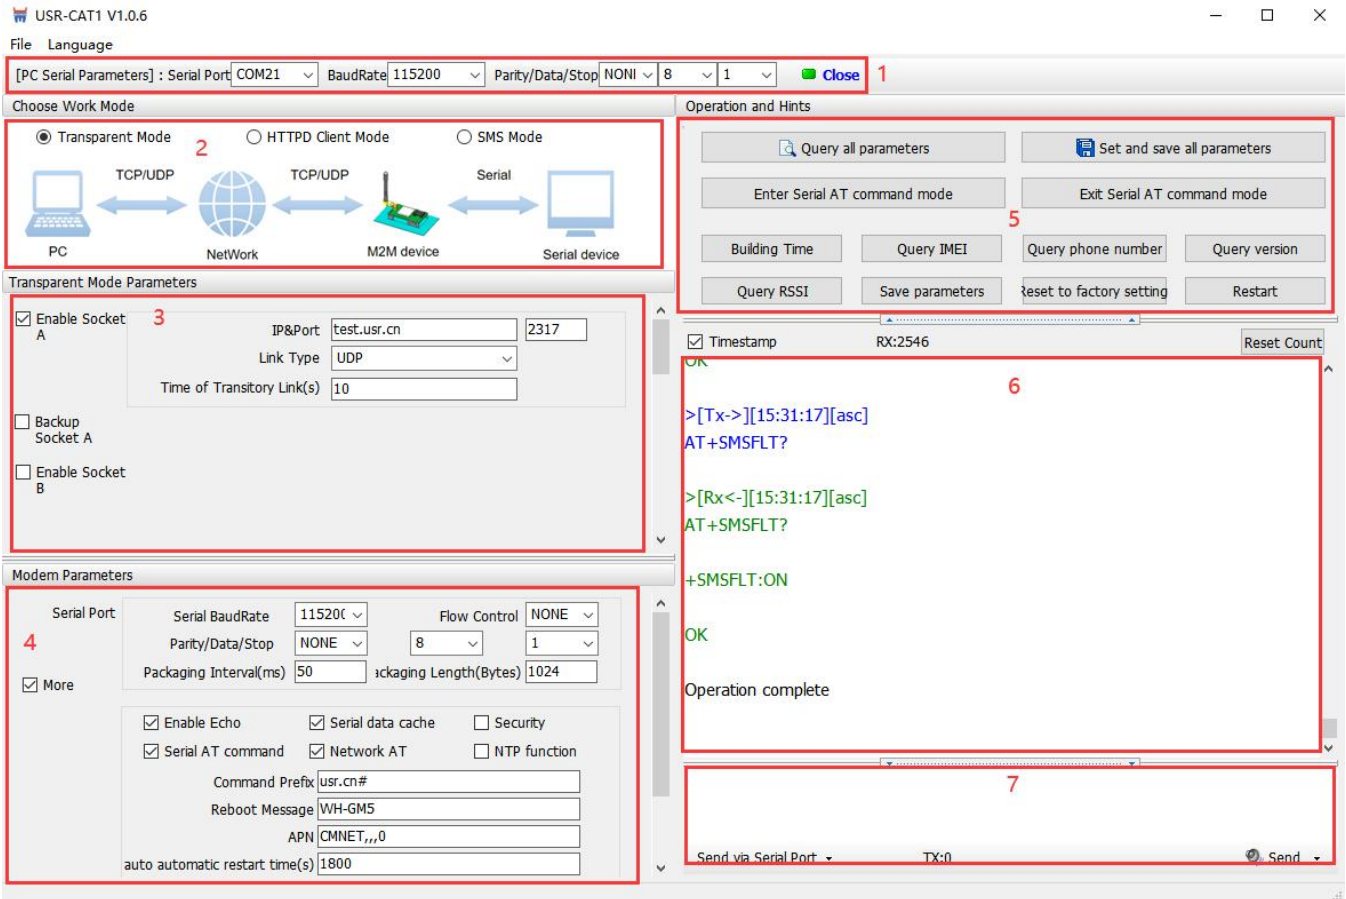 USR-CAT1 V1.0.6
File Language
[PC Serial Parameters] : Serial Port COM21 BaudRate 115200 Parity/Data/Stop NONI 8 1 Close 1
Choose Work Mode
Transparent Mode HTTPD Client Mode SMS Mode
2
TCP/UDP TCP/UDP Serial
PC NetWork M2M device Serial device
Transparent Mode Parameters
Enable Socket A
3
IP&Port test.usr.cn 2317
Link Type UDP
Time of Transitory Link(s) 10
Backup
Socket A
Enable Socket
B
Modem Parameters
Serial Port
4
Serial BaudRate 11520( Flow Control NONE
Parity/Data/Stop NONE 8 1
Packaging Interval(ms) 50 ackaging Length(Bytes) 1024
More
Enable Echo Serial data cache Security
Serial AT command Network AT NTP function
Command Prefix usr.cn#
Reboot Message WH-GM5
APN CMNET,,,0
auto automatic restart time(s) 1800
Operation and Hints
Query all parameters Set and save all parameters
Enter Serial AT command mode Exit Serial AT command mode
5
Building Time Query IMEI Query phone number Query version
Query RSSI Save parameters Reset to factory setting Restart
Timestamp RX:2546 Reset Count
OK
6
>[Tx->][15:31:17][asc]
AT+SMSFLT?
>[Rx<-][15:31:17][asc]
AT+SMSFLT?
+SMSFLT:ON
OK
Operation complete
7
Send via Serial Port TX:0 Send